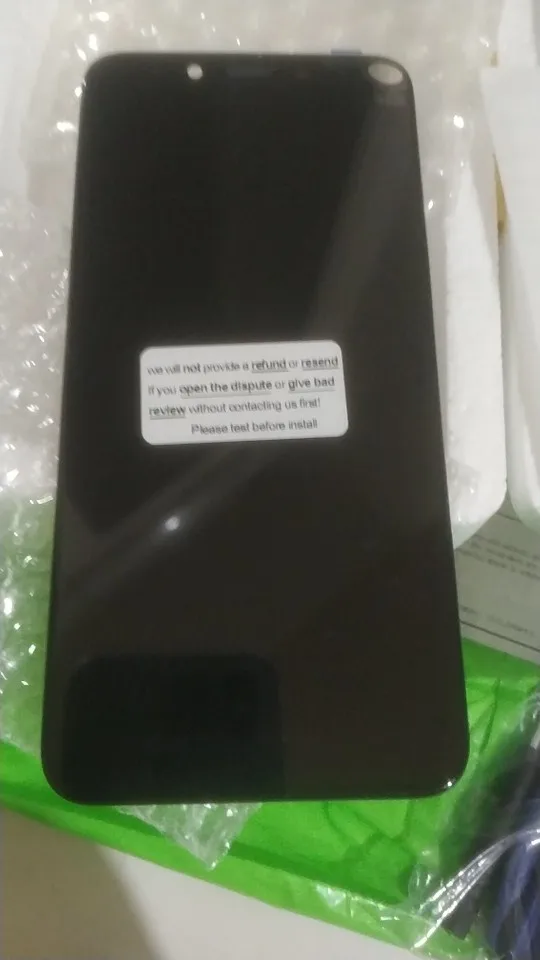 we will not provide a refund or resend
if you open the dispute or give bad
review without contacting us first!
Please test before install